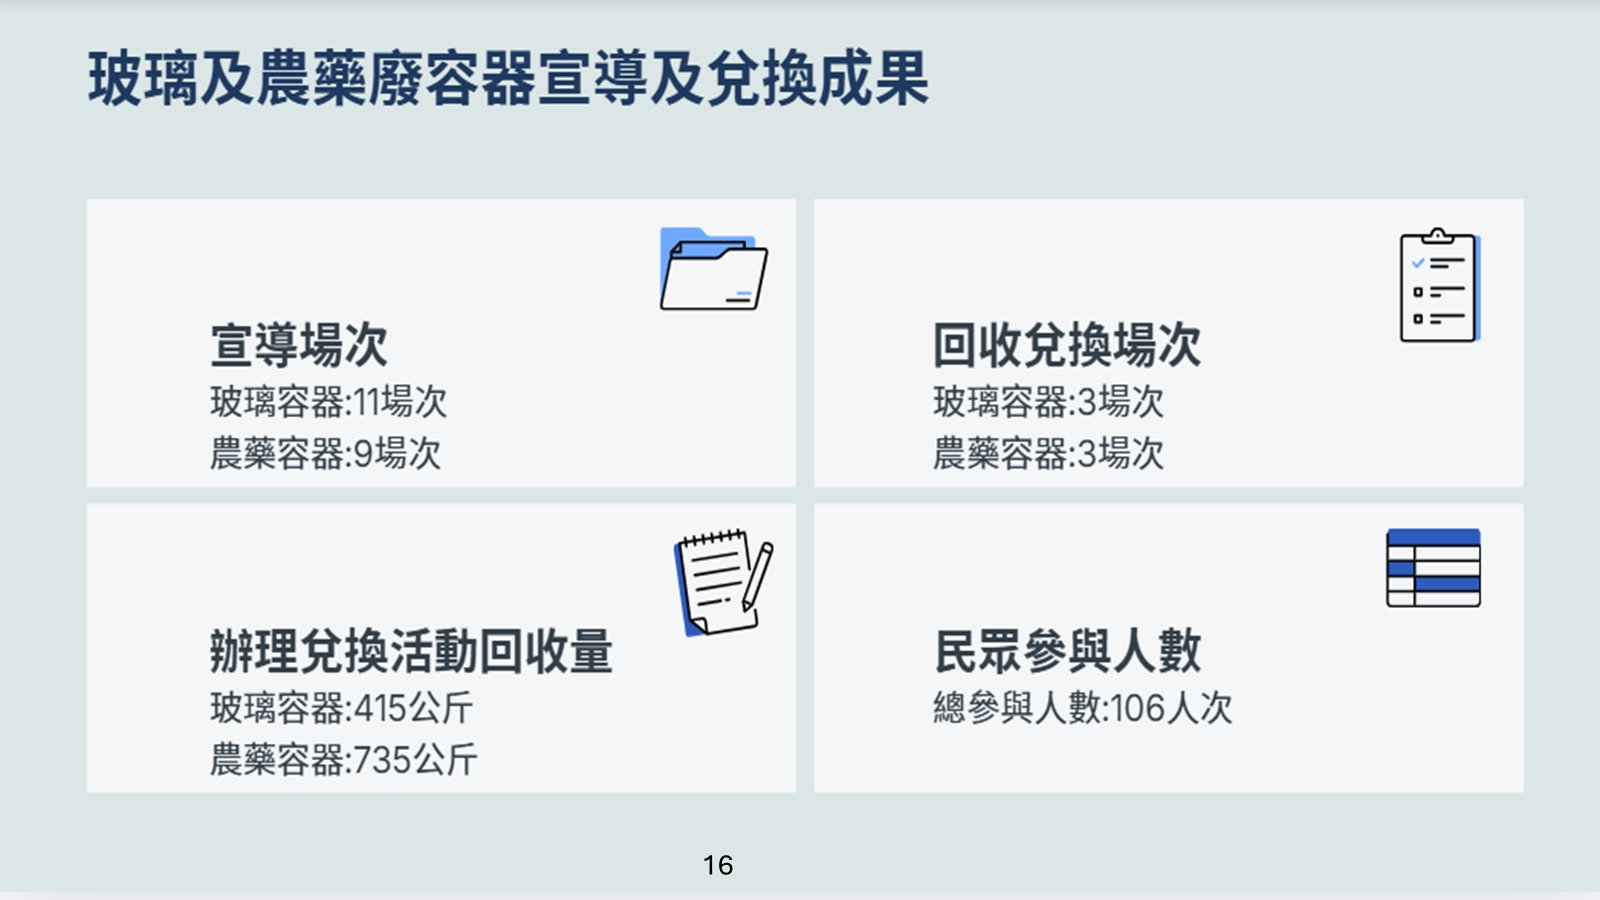 玻璃及農藥廢容器宣導及兌換成果
宣導場次
玻璃容器:11場次
農藥容器:9場次
回收兌換場次
玻璃容器:3場次
農藥容器:3場次
辦理兌換活動回收量
玻璃容器:415公斤
農藥容器:735公斤
民眾參與人數
總參與人數:106人次
16